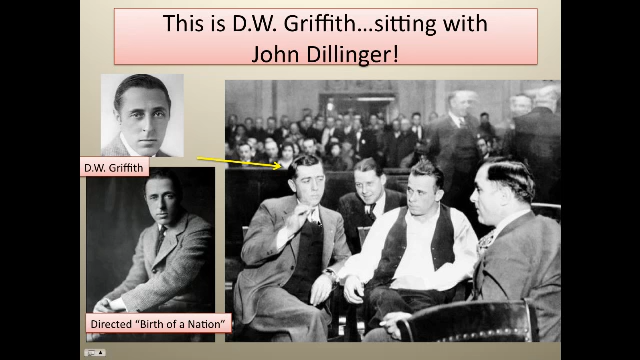 This is D.W. Griffith...sitting with
John Dillinger!
D.W. Griffith
Directed “Birth of a Nation”